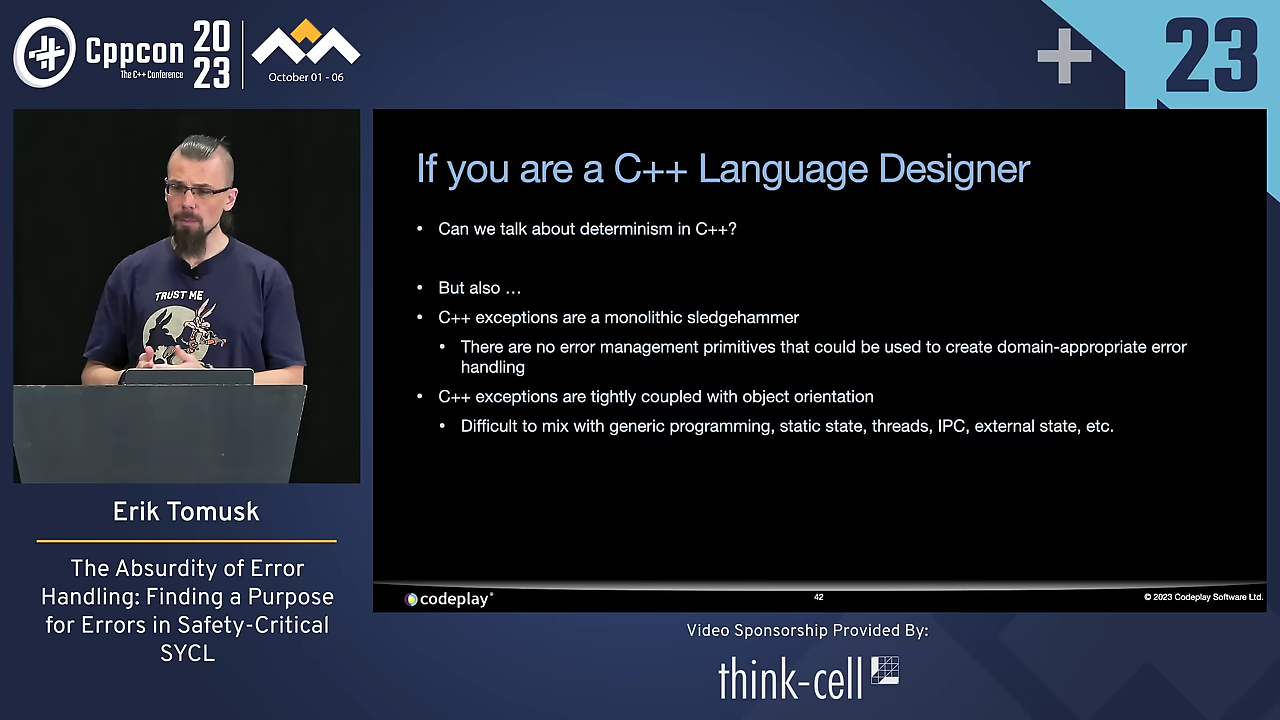 Cppcon
The C++ Conference
20
23
October 01 - 06
23
TRUST ME
If you are a C++ Language Designer
• Can we talk about determinism in C++?
• But also …
• C++ exceptions are a monolithic sledgehammer
• There are no error management primitives that could be used to create domain-appropriate error
handling
• C++ exceptions are tightly coupled with object orientation
• Difficult to mix with generic programming, static state, threads, IPC, external state, etc.
codeplay®
42
© 2023 Codeplay Software Ltd.
Erik Tomusk
The Absurdity of Error
Handling: Finding a Purpose
for Errors in Safety-Critical
SYCL
Video Sponsorship Provided By:
think-cell